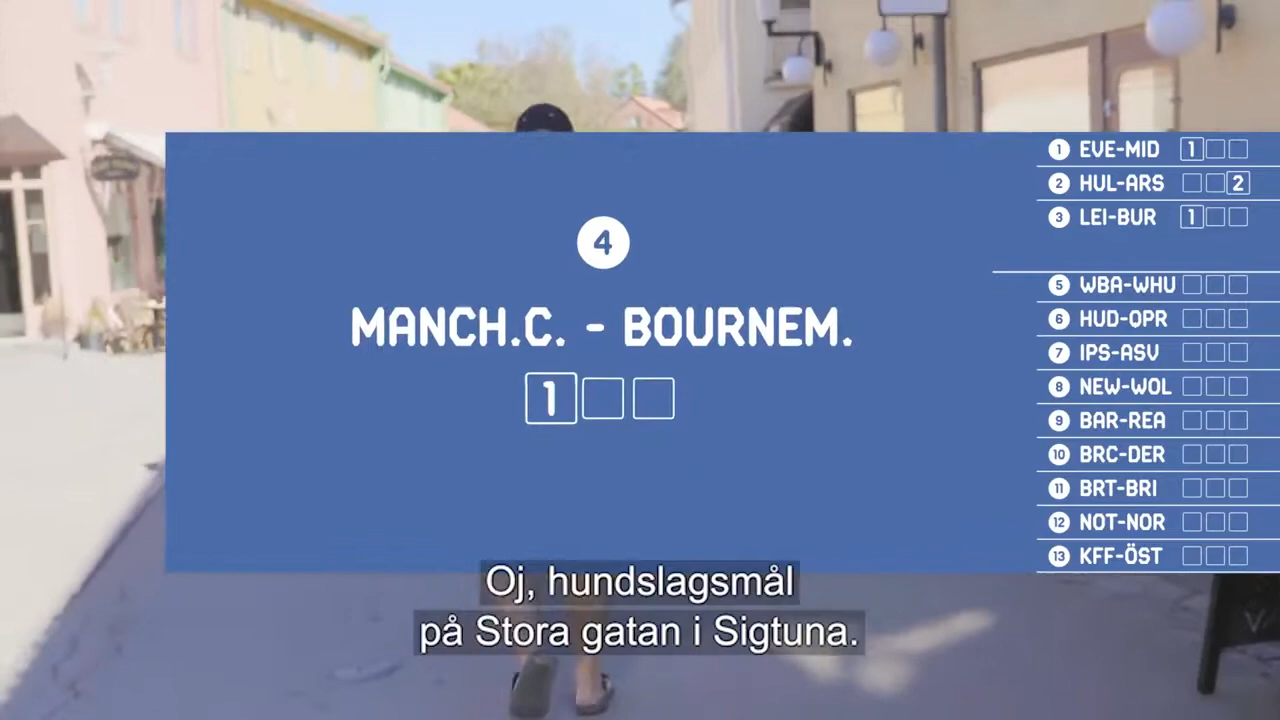 4
MANCH.C. - BOURNEM.
1
1 EVE-MID 1
2 HUL-ARS 2
3 LEI-BUR 1
5 WBA-WHU
6 HUD-OPR
7 IPS-ASV
8 NEW-WOL
9 BAR-REA
10 BRC-DER
11 BRT-BRI
12 NOT-NOR
13 KFF-ÖST
Oj, hundslagsmål
på Stora gatan i Sigtuna.